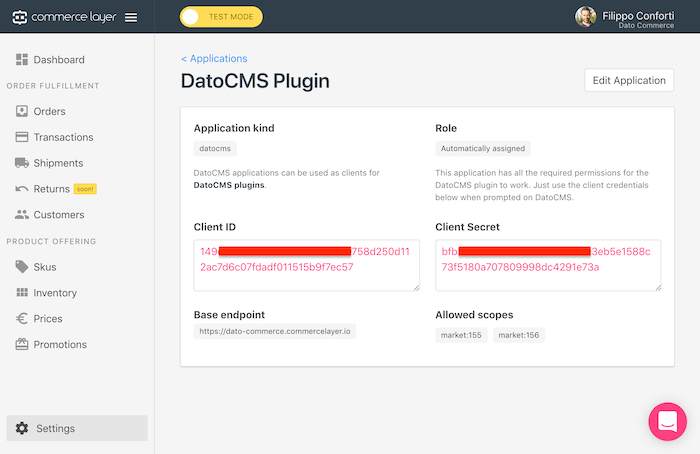 commerce layer
TEST MODE
Filippo Conforti
Dato Commerce
Dashboard
ORDER FULFILLMENT
Orders
Transactions
Shipments
Returns soon!
Customers
PRODUCT OFFERING
Skus
Inventory
Prices
Promotions
Settings
< Applications
DatoCMS Plugin
Edit Application
Application kind
datocms
DatoCMS applications can be used as clients for
DatoCMS plugins.
Role
Automatically assigned
This application has all the required permissions for the
DatoCMS plugin to work. Just use the client credentials
below when prompted on DatoCMS.
Client ID
149 758d250d11
2ac7d6c07fdadf011515b9f7ec57
Client Secret
bfb 3eb5e1588c
73f5180a707809998dc4291e73a
Base endpoint
https://dato-commerce.commercelayer.io
Allowed scopes
market:155 market:156